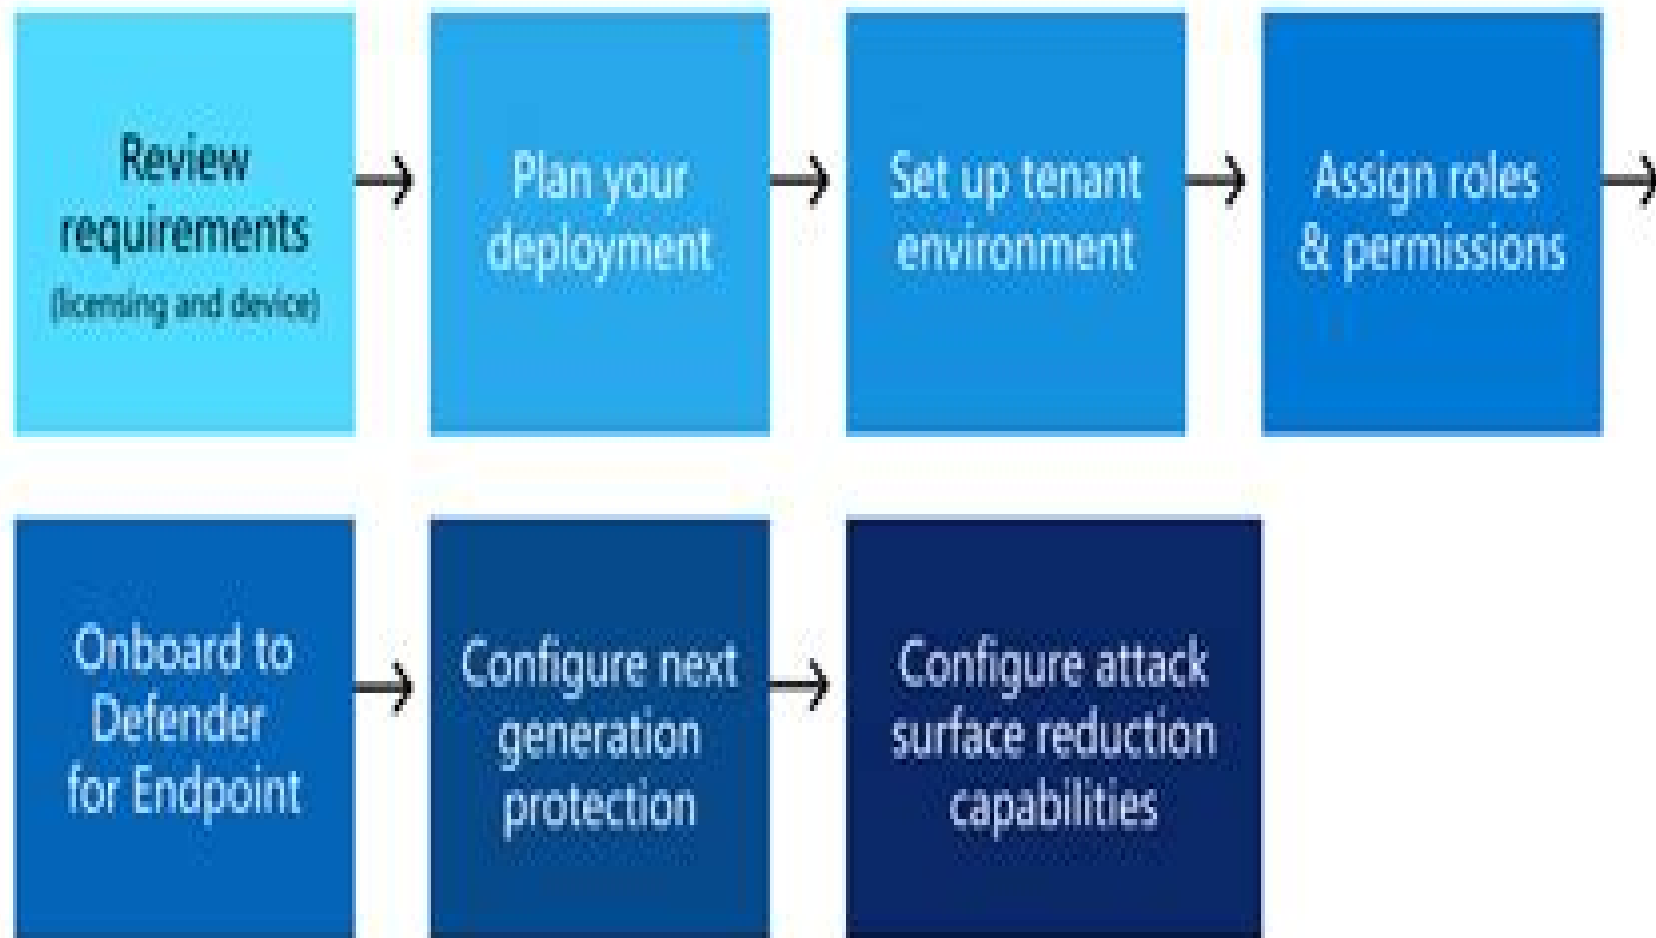 Review
requirements
(licensing and device)
Plan your
deployment
Set up tenant
environment
Assign roles
& permissions
Onboard to
Defender
for Endpoint
Configure next
generation
protection
Configure attack
surface reduction
capabilities